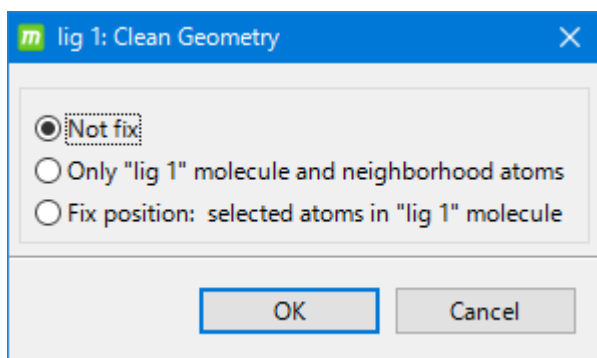 m lig 1: Clean Geometry
Not fix
Only "lig 1" molecule and neighborhood atoms
Fix position: selected atoms in "lig 1" molecule
OK Cancel